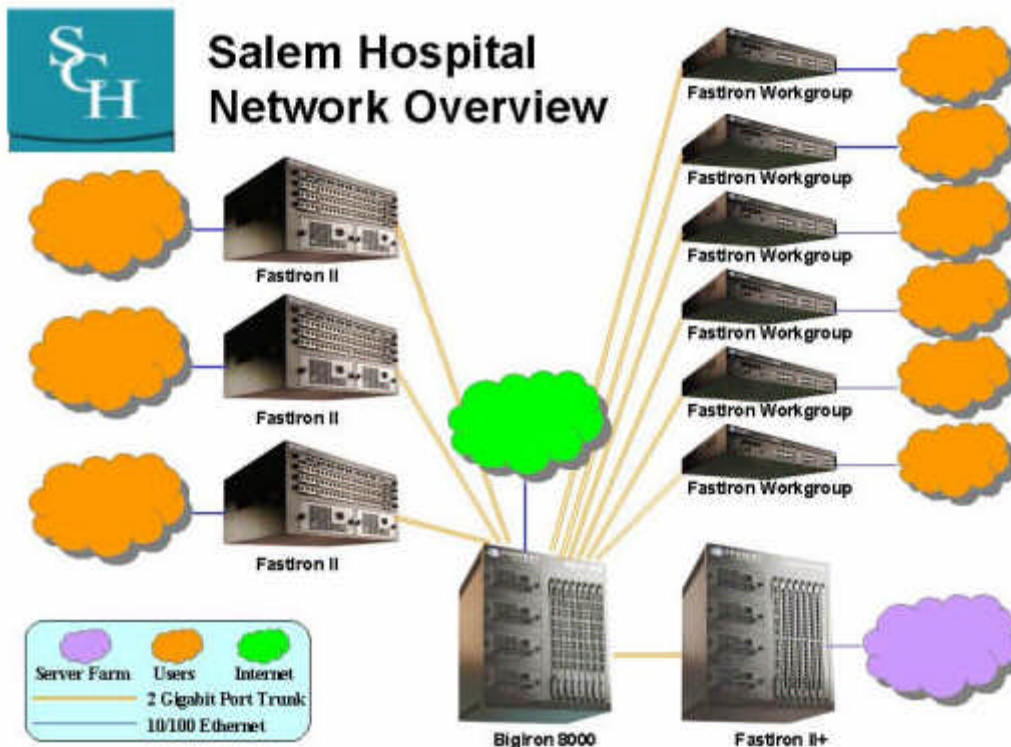 SCH
Salem Hospital
Network Overview
FastIron Workgroup
FastIron Workgroup
FastIron Workgroup
FastIron Workgroup
FastIron Workgroup
FastIron Workgroup
FastIron II
FastIron II
FastIron II
Server Farm Users Internet
2 Gigabit Port Trunk
10/100 Ethernet
BigIron 8000
FastIron II+